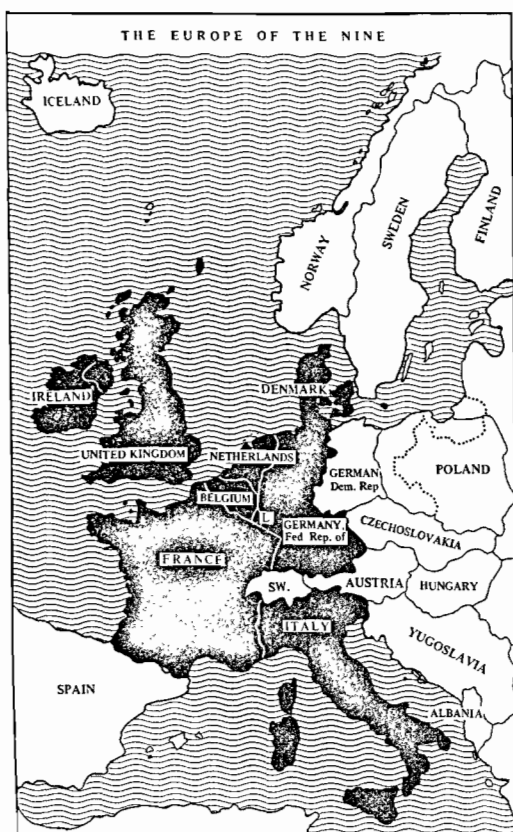 THE EUROPE OF THE NINE
ICELAND
NORWAY
SWEDEN
FINLAND
IRELAND
DENMARK
UNITED KINGDOM
NETHERLANDS
GERMAN
Dem. Rep
POLAND
BELGIUM
L
GERMANY,
Fed Rep. of
CZECHOSLOVAKIA
FRANCE
SW.
AUSTRIA
HUNGARY
ITALY
YUGOSLAVIA
SPAIN
ALBANIA